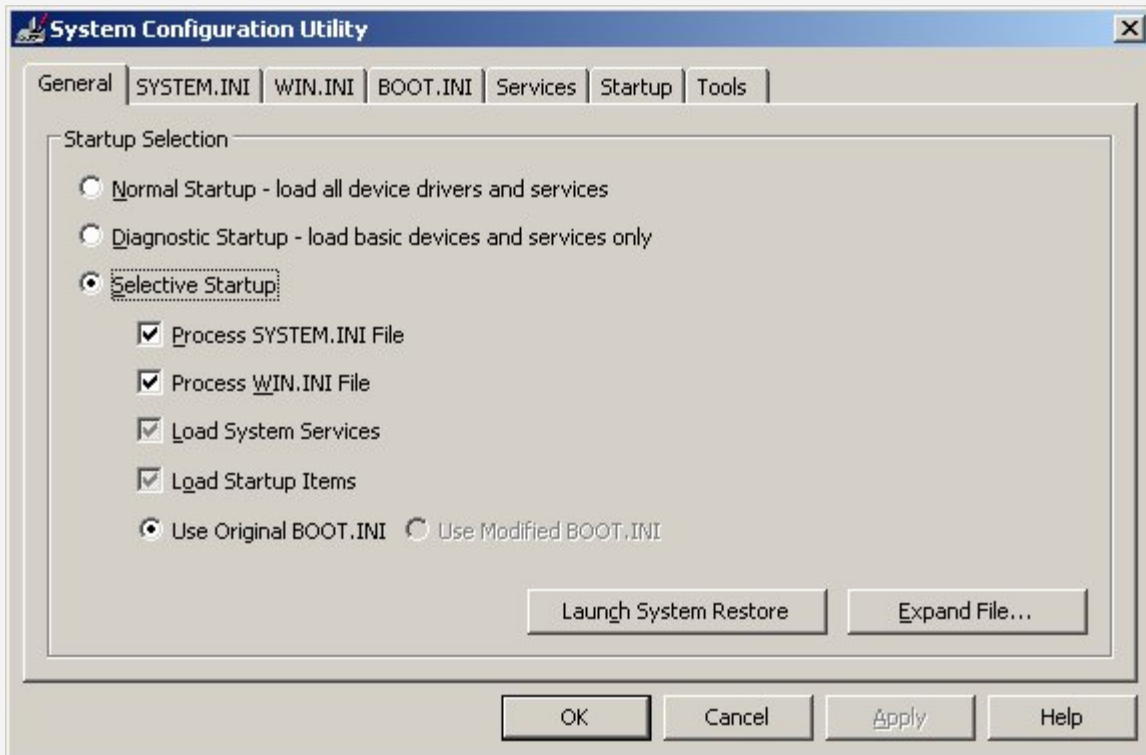 System Configuration Utility
General SYSTEM.INI WIN.INI BOOT.INI Services Startup Tools
Startup Selection
Normal Startup - load all device drivers and services
Diagnostic Startup - load basic devices and services only
Selective Startup
Process SYSTEM.INI File
Process WIN.INI File
Load System Services
Load Startup Items
Use Original BOOT.INI Use Modified BOOT.INI
Launch System Restore Expand File...
OK Cancel Apply Help